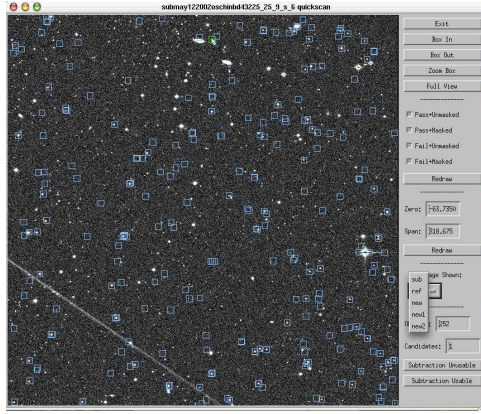 submay122002oschinbd43225_25_9_s_6 quickscan
Exit
Box In
Box Out
Zoom Box
Full View
-------------
Pass+Unmasked
Pass+Masked
Fail+Unmasked
Fail+Masked
Redraw
-------------
Zero: -63.7350
Span: 318.675
Redraw
-------------
age Shown:
sub
ref
new
new1
new2
252
Candidates:
Subtraction Unusable
Subtraction Usable